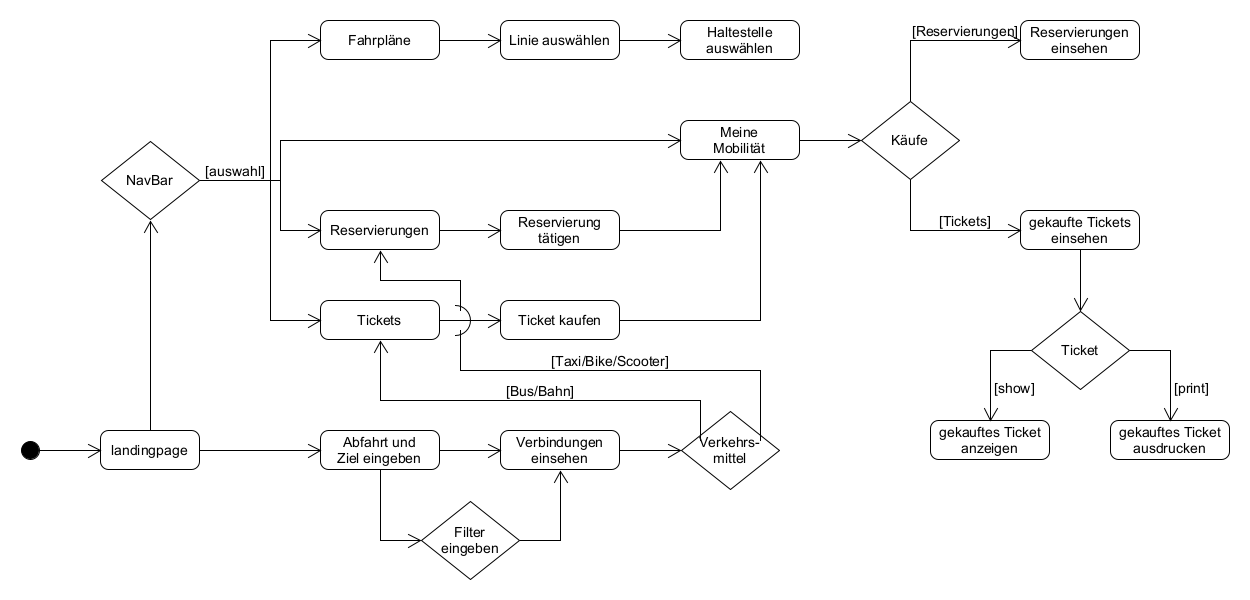 [Reservierungen]
Fahrpläne
Linie auswählen
Haltestelle
auswählen
Reservierungen
einsehen
Meine
Mobilität
Käufe
NavBar
[auswahl]
Reservierungen
Reservierung
tätigen
[Tickets]
gekaufte Tickets
einsehen
Tickets
Ticket kaufen
Ticket
[Taxi/Bike/Scooter]
[Bus/Bahn]
[show]
[print]
landingpage
Abfahrt und
Ziel eingeben
Verbindungen
einsehen
Verkehrs-
mittel
gekauftes Ticket
anzeigen
gekauftes Ticket
ausdrucken
Filter
eingeben